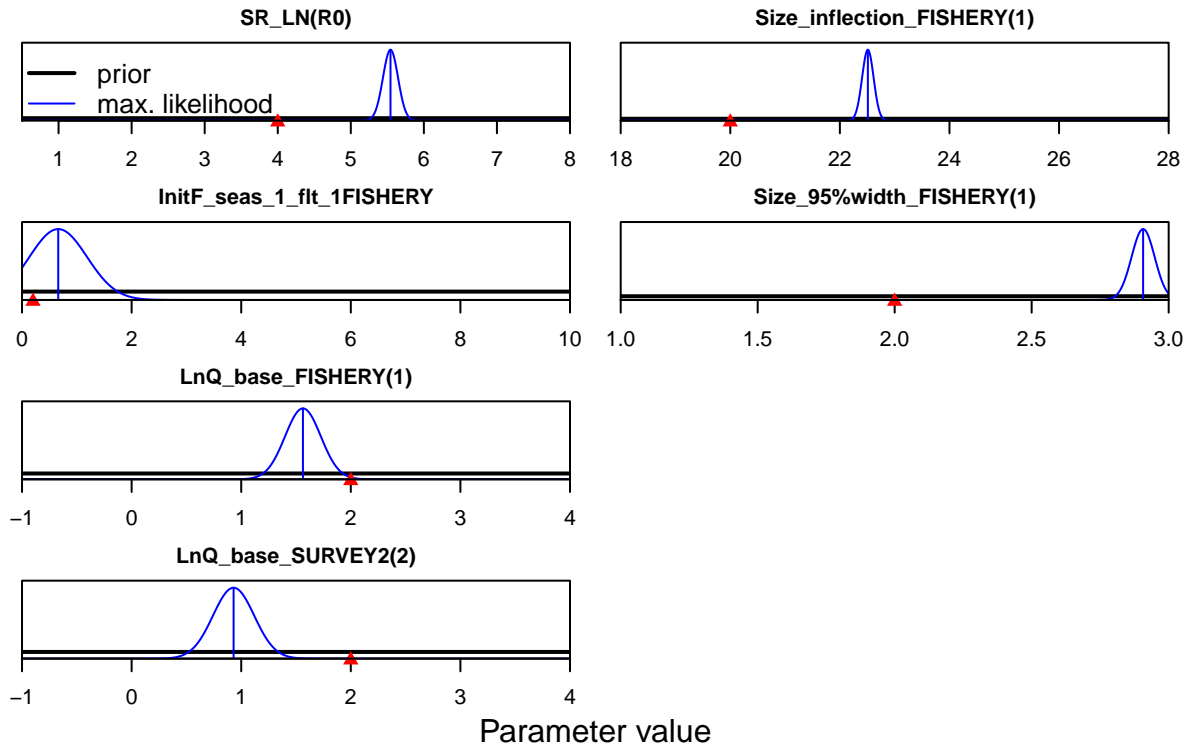 SR_LN(R0)
prior
max. likelihood
1 2 3 4 5 6 7 8
InitF_seas_1_flt_1FISHERY
0 2 4 6 8 10
LnQ_base_FISHERY(1)
−1 0 1 2 3 4
LnQ_base_SURVEY2(2)
−1 0 1 2 3 4
Size_inflection_FISHERY(1)
18 20 22 24 26 28
Size_95%width_FISHERY(1)
1.0 1.5 2.0 2.5 3.0
Parameter value